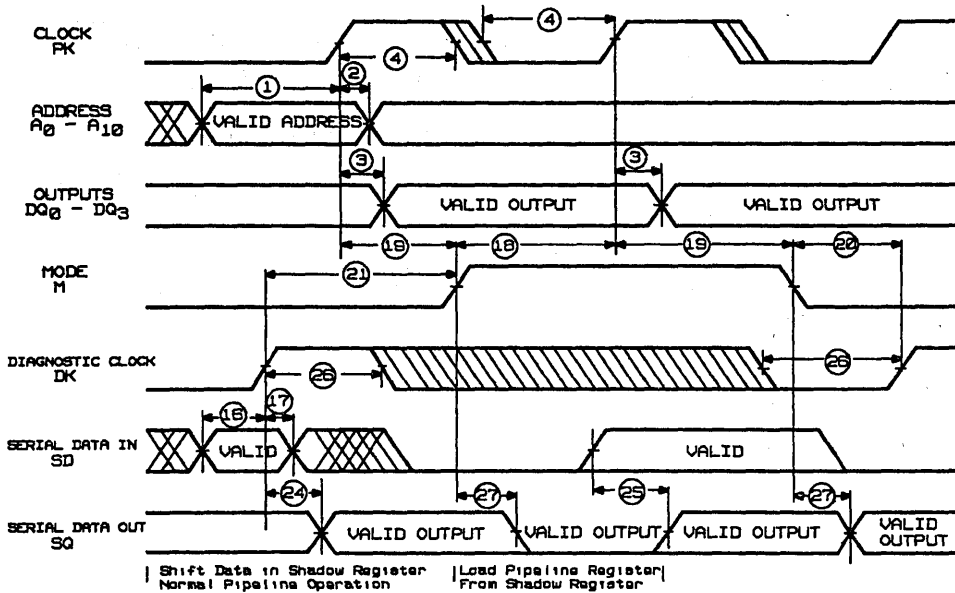 CLOCK
PK
④
④
①
②
ADDRESS
A0 - A10
VALID ADDRESS
③
③
OUTPUTS
DQ0 - DQ3
VALID OUTPUT
VALID OUTPUT
⑲
⑱
⑲
⑳
MODE
M
㉑
DIAGNOSTIC CLOCK
DK
㉖
㉖
⑯
⑰
SERIAL DATA IN
SD
VALID
VALID
㉔
㉗
㉕
㉗
SERIAL DATA OUT
SQ
VALID OUTPUT
VALID OUTPUT
VALID OUTPUT
VALID
OUTPUT
Shift Data in Shadow Register
Normal Pipeline Operation
Load Pipeline Register
From Shadow Register